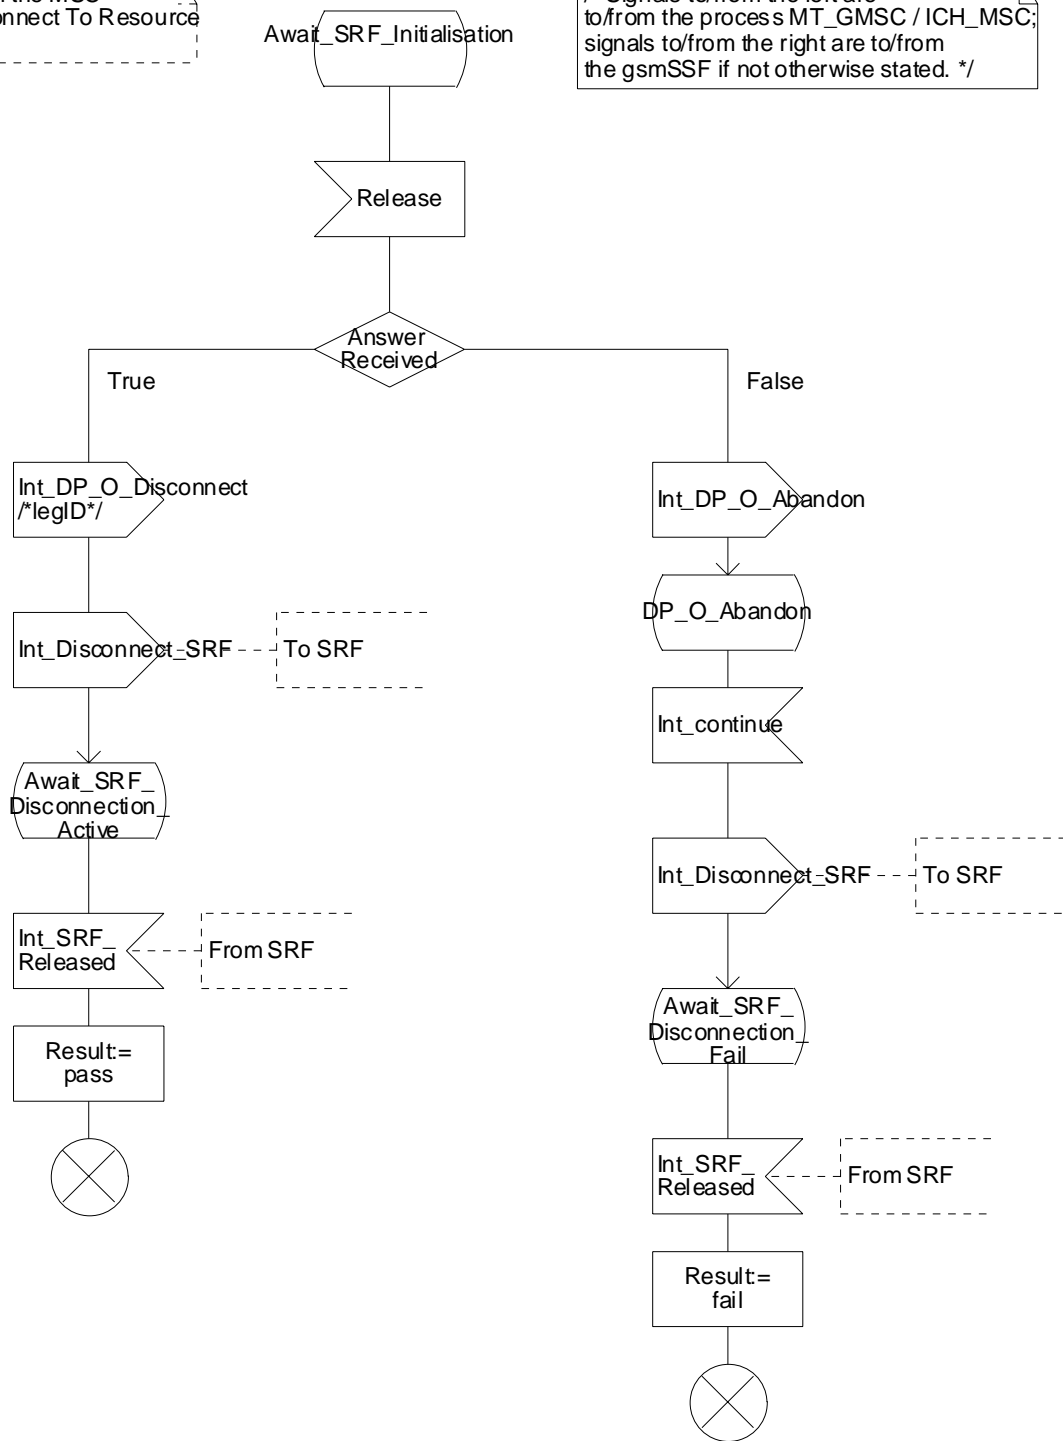 nnect To Resource
to/from the process MT_GMSC / ICH_MSC;
signals to/from the right are to/from
the gsmSSF if not otherwise stated. */
Await_SRF_Initialisation
Release
Answer
Received
True
False
Int_DP_O_Disconnect
/*legID*/
Int_DP_O_Abandon
DP_O_Abandon
Int_Disconnect_SRF
To SRF
Int_continue
Await_SRF_
Disconnection_
Active
Int_Disconnect_SRF
To SRF
Int_SRF_
Released
From SRF
Await_SRF_
Disconnection_
Fail
Result:=
pass
Int_SRF_
Released
From SRF
Result:=
fail